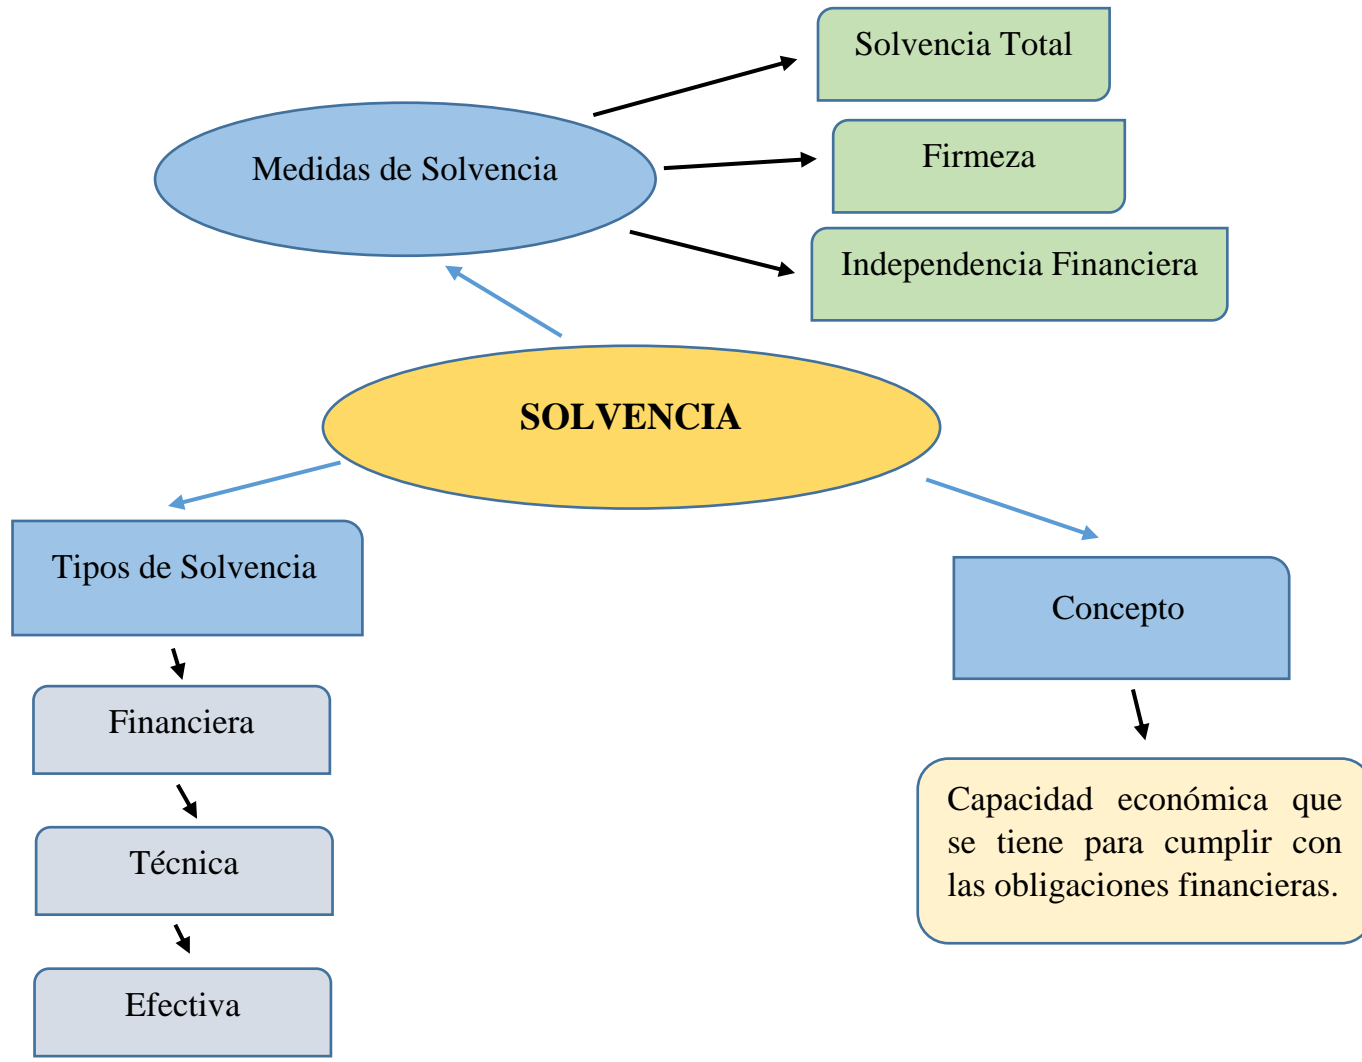 Solvencia Total
Medidas de Solvencia
Firmeza
Independencia Financiera
SOLVENCIA
Tipos de Solvencia
Financiera
Técnica
Efectiva
Concepto
Capacidad económica que
se tiene para cumplir con
las obligaciones financieras.